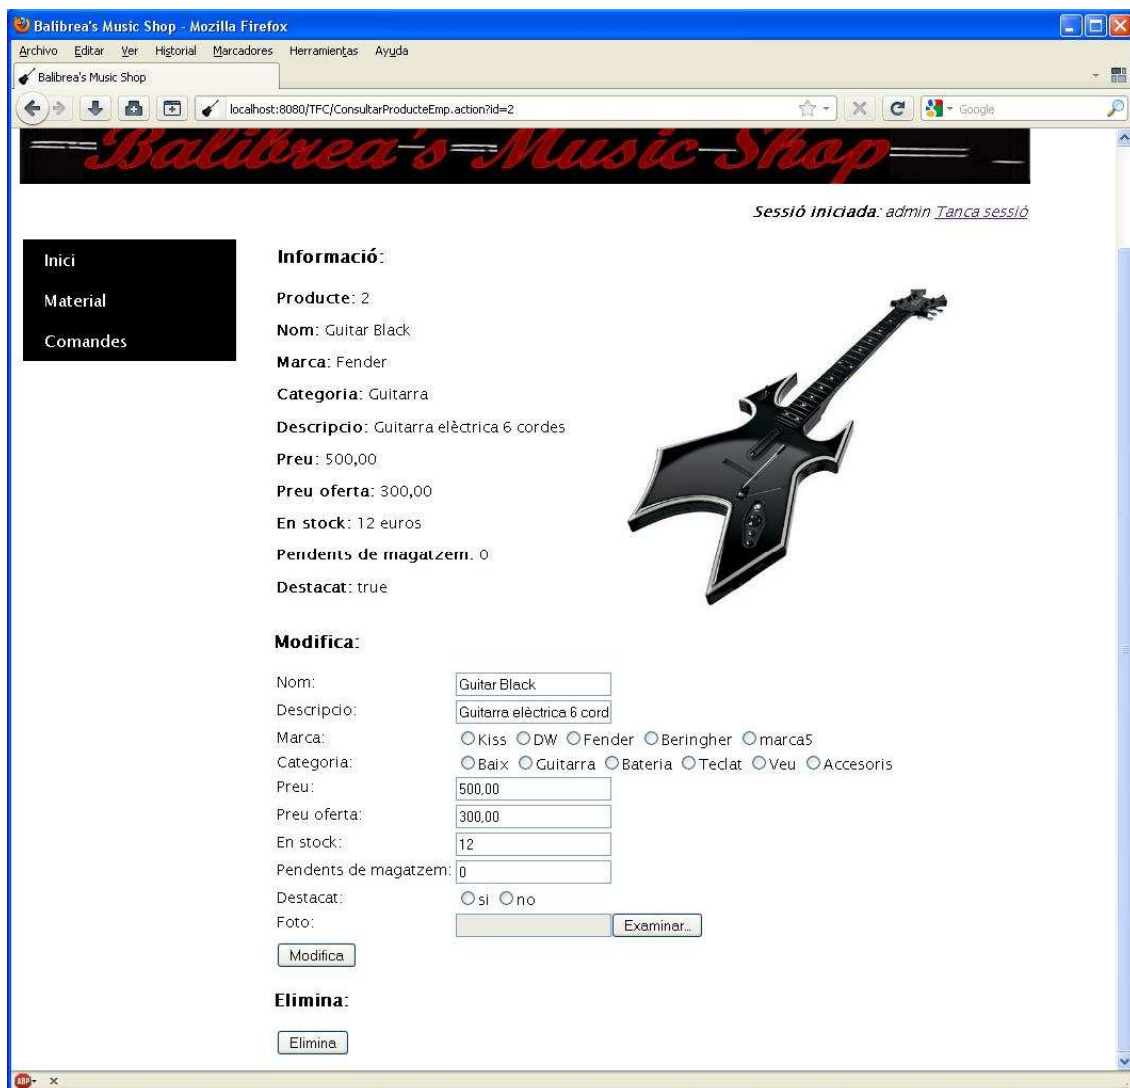 Balibrea's Music Shop - Mozilla Firefox
Archivo Editar Ver Historial Marcadores Herramientas Ayuda
Balibrea's Music Shop
localhost:8080/TFC/ConsultarProducteEmp.action?id=2
Google
Balibrea's Music Shop
Sessió iniciada: admin Tanca sessió
Inici
Material
Comandes
Informació:
Producte: 2
Nom: Guitar Black
Marca: Fender
Categoria: Guitarra
Descripcio: Guitarra elèctrica 6 cordes
Preu: 500,00
Preu oferta: 300,00
En stock: 12 euros
Pendents de magatzem: 0
Destacat: true
Modifica:
Nom: Guitar Black
Descripcio: Guitarra elèctrica 6 cord
Marca: Kiss DW Fender Beringher marca5
Categoria: Baix Guitarra Bateria Teclat Veu Accesoris
Preu: 500,00
Preu oferta: 300,00
En stock: 12
Pendents de magatzem: 0
Destacat: si no
Foto: Examinar...
Modifica
Elimina:
Elimina
ABP